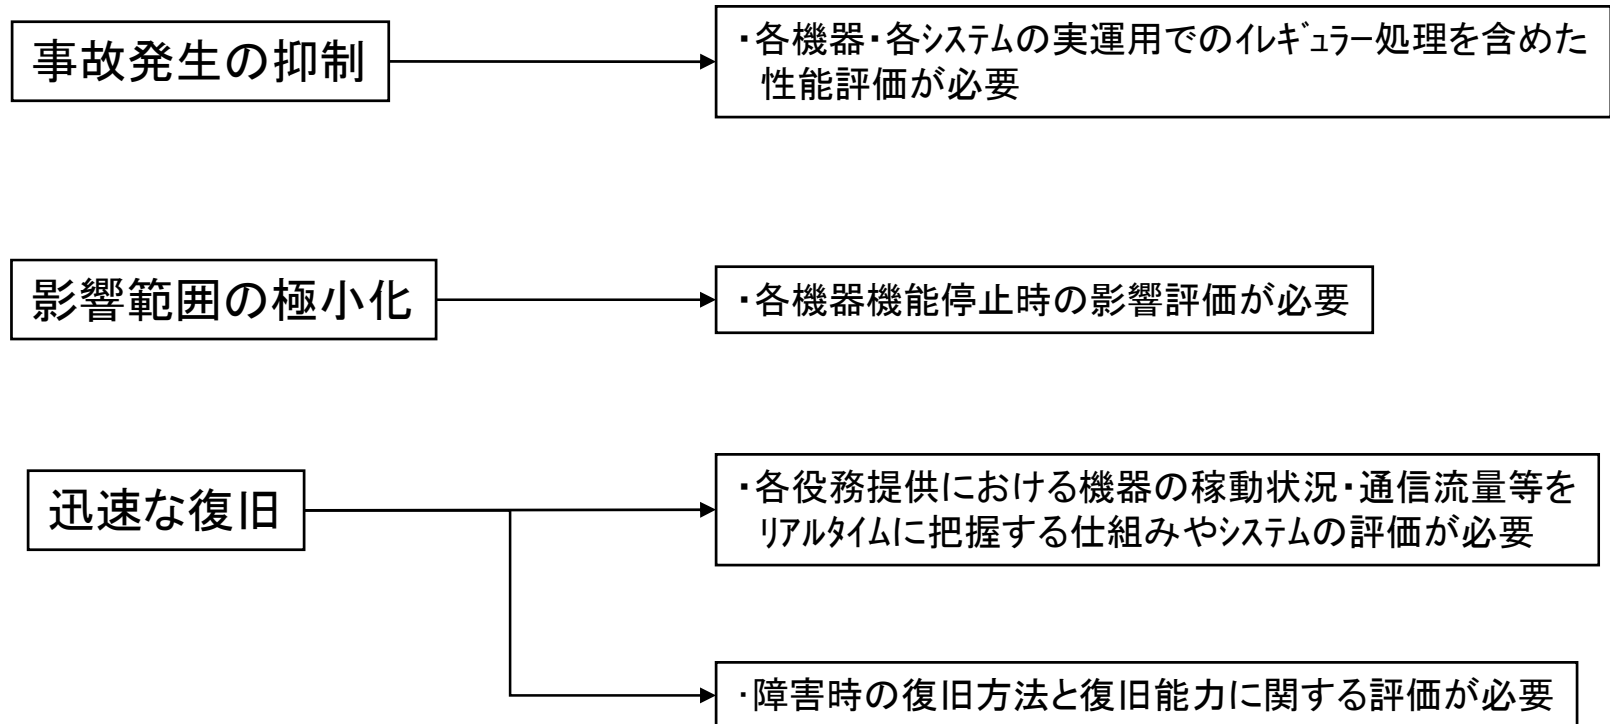 事故発生の抑制
・各機器・各ｼｽﾃﾑの実運用でのｲﾚｷﾞｭﾗｰ処理を含めた
性能評価が必要
影響範囲の極小化
・各機器機能停止時の影響評価が必要
迅速な復旧
・各役務提供における機器の稼動状況・通信流量等を
ﾘｱﾙﾀｲﾑに把握する仕組みやｼｽﾃﾑの評価が必要
・障害時の復旧方法と復旧能力に関する評価が必要